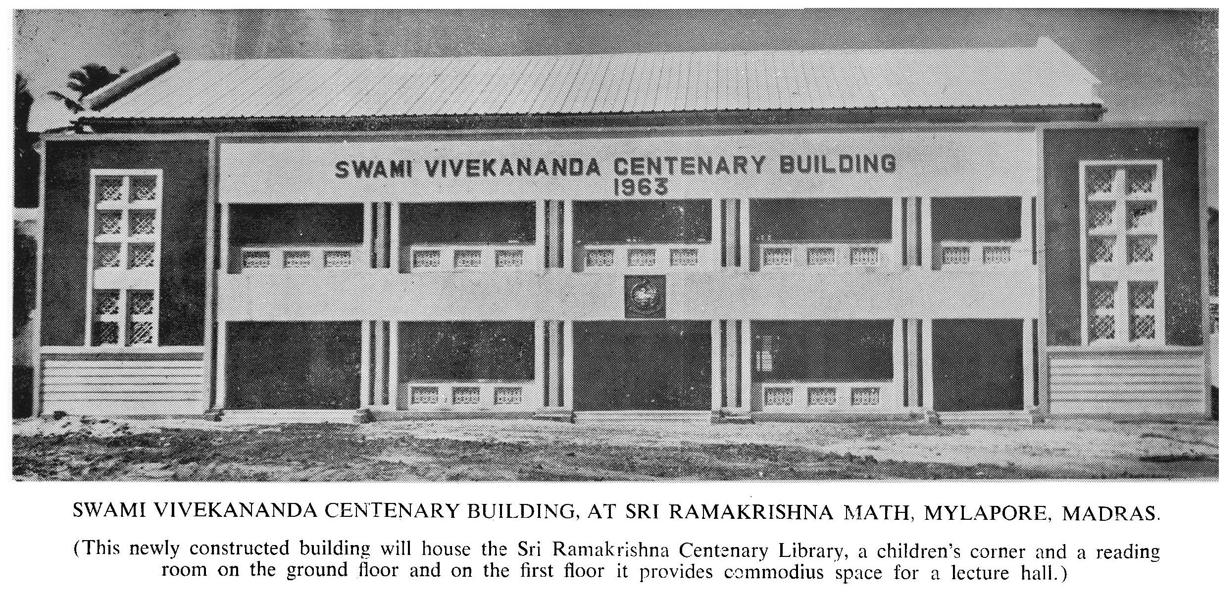 SWAMI VIVEKANANDA CENTENARY BUILDING
1963
SWAMI VIVEKANANDA CENTENARY BUILDING, AT SRI RAMAKRISHNA MATH, MYLAPORE, MADRAS.
(This newly constructed building will house the Sri Ramakrishna Centenary Library, a children's corner and a reading
room on the ground floor and on the first floor it provides commodius space for a lecture hall.)